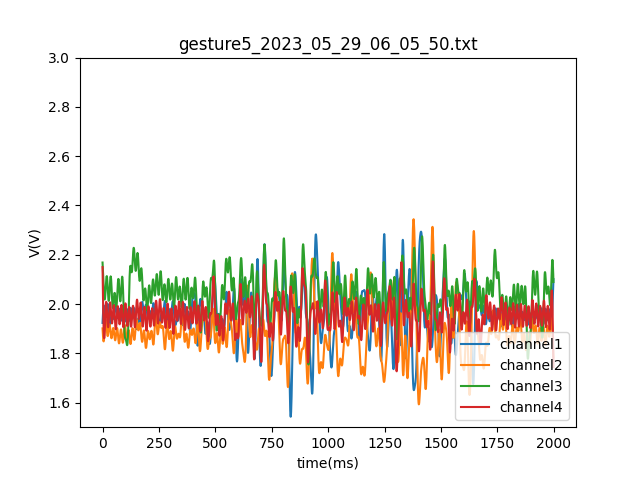 gesture5_2023_05_29_06_05_50.txt
3.0
2.8
2.6
2.4
2.2
2.0
1.8
1.6
V(V)
channel1
channel2
channel3
channel4
0 250 500 750 1000 1250 1500 1750 2000
time(ms)